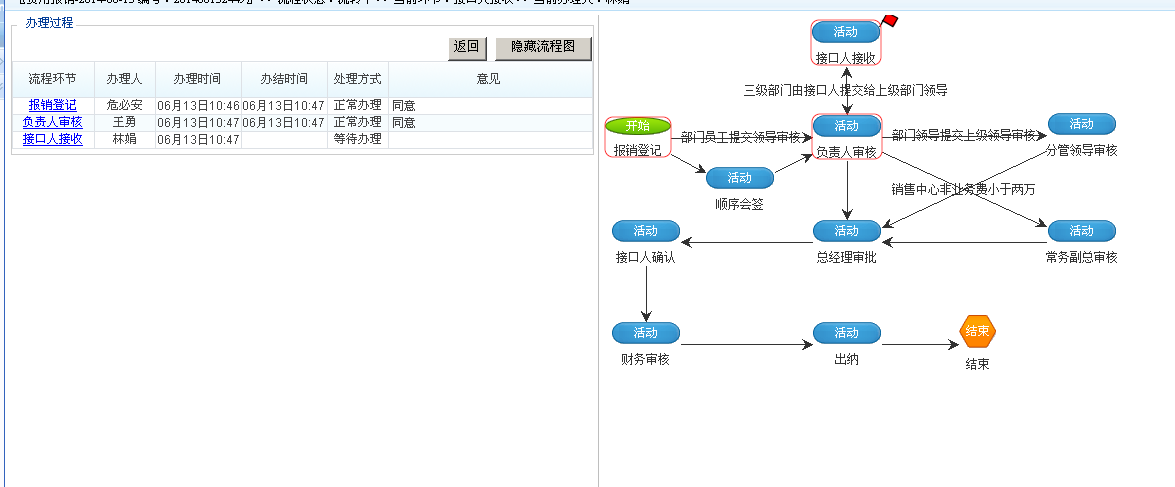 办理过程
返回
隐藏流程图
流程环节 办理人 办理时间 办结时间 处理方式 意见
报销登记 危必安 06月13日10:46 06月13日10:47 正常办理 同意
负责人审核 王勇 06月13日10:47 06月13日10:47 正常办理 同意
接口人接收 林娟 06月13日10:47 等待办理
活动
接口人接收
三级部门由接口人提交给上级部门领导
开始
报销登记
部门员工提交领导审核
活动
负责人审核
部门领导提交上级领导审核
活动
分管领导审核
活动
顺序会签
销售中心非业务费小于两万
活动
接口人确认
活动
总经理审批
活动
常务副总审核
活动
财务审核
活动
出纳
结束
结束